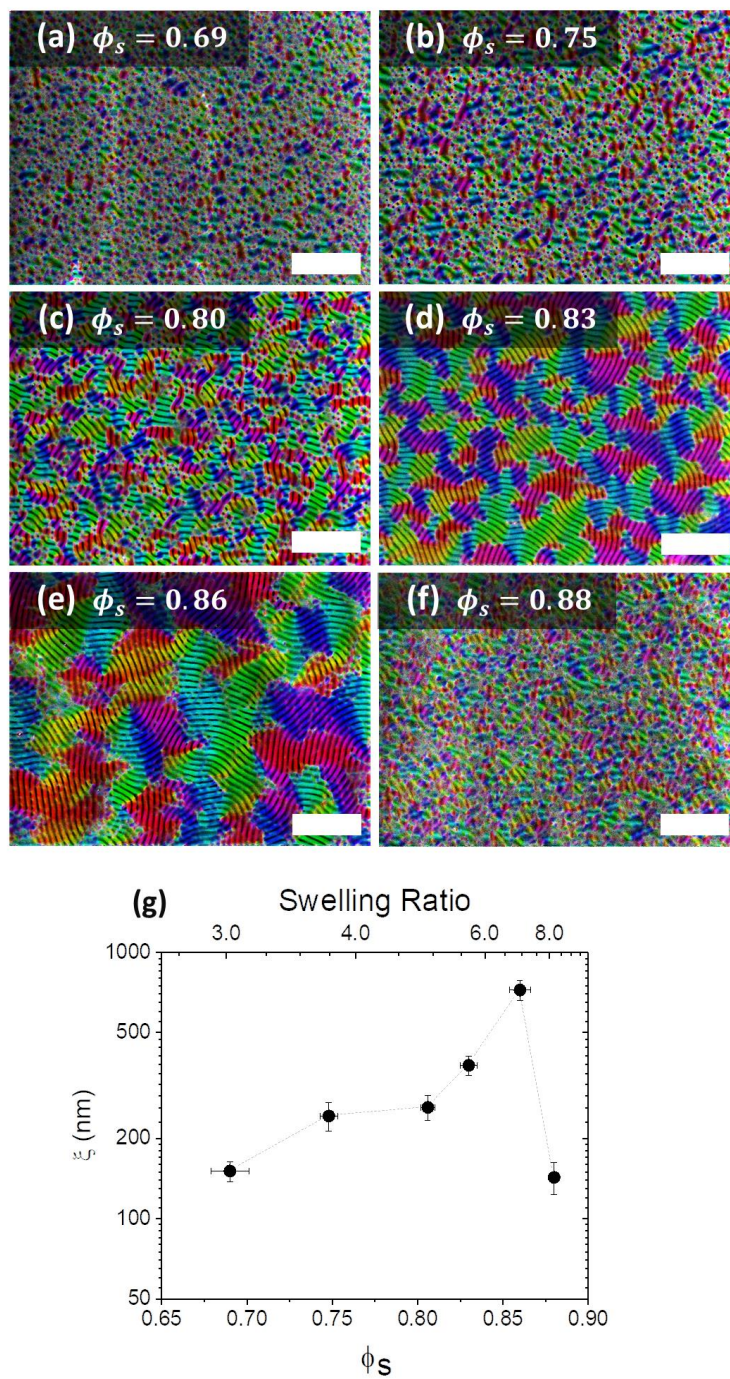 (a) ϕₛ = 0.69
(b) ϕₛ = 0.75
(c) ϕₛ = 0.80
(d) ϕₛ = 0.83
(e) ϕₛ = 0.86
(f) ϕₛ = 0.88
(g) Swelling Ratio
3.0 4.0 6.0 8.0
1000
500
200
100
50
ξ (nm)
0.65 0.70 0.75 0.80 0.85 0.90
ϕS